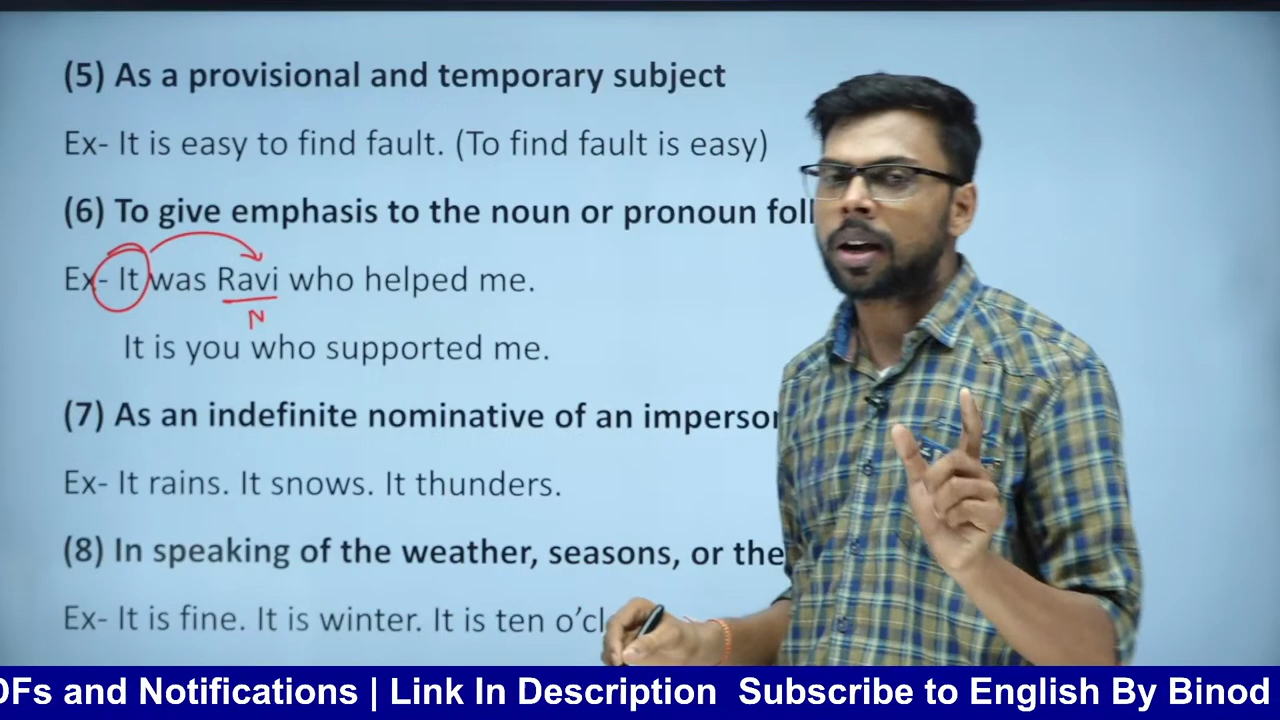 (5) As a provisional and temporary subject
Ex- It is easy to find fault. (To find fault is easy)
(6) To give emphasis to the noun or pronoun foll
Ex- It was Ravi who helped me.
N
It is you who supported me.
(7) As an indefinite nominative of an imperson
Ex- It rains. It snows. It thunders.
(8) In speaking of the weather, seasons, or the
Ex- It is fine. It is winter. It is ten o'cl
DFs and Notifications | Link In Description Subscribe to English By Binod